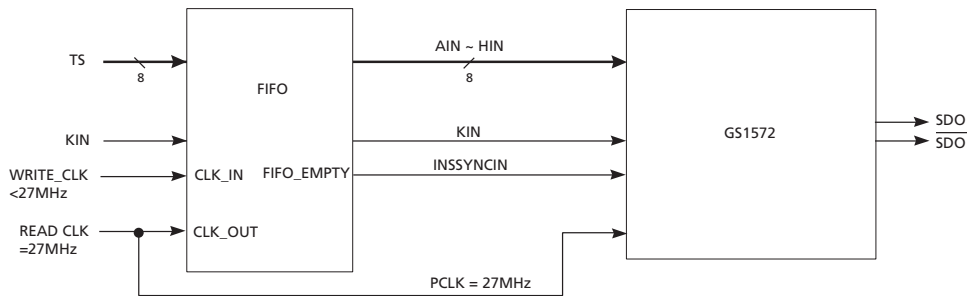 TS
8
KIN
WRITE_CLK
<27MHz
READ CLK
=27MHz
FIFO
CLK_IN
FIFO_EMPTY
CLK_OUT
AIN ~ HIN
8
KIN
INSSYNCIN
PCLK = 27MHz
GS1572
SDO
SDO